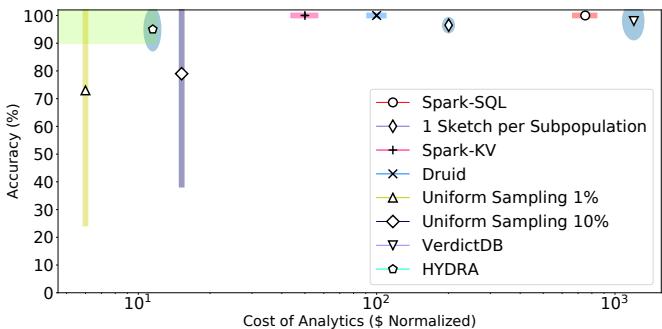 100
90
80
70
60
50
40
30
20
10
0
Accuracy (%)
10¹
10²
10³
Cost of Analytics ($ Normalized)
Spark-SQL
1 Sketch per Subpopulation
Spark-KV
Druid
Uniform Sampling 1%
Uniform Sampling 10%
VerdictDB
HYDRA